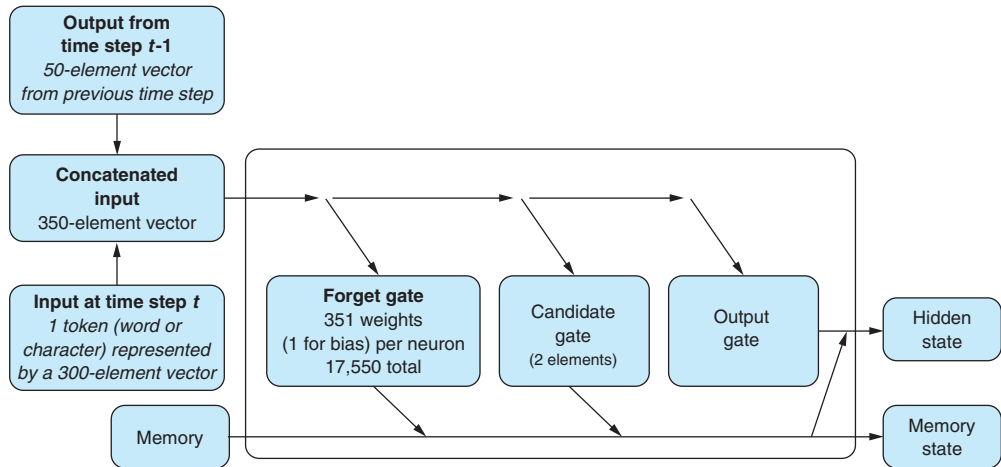 Output from
time step t-1
50-element vector
from previous time step
Concatenated
input
350-element vector
Input at time step t
1 token (word or
character) represented
by a 300-element vector
Forget gate
351 weights
(1 for bias) per neuron
17,550 total
Candidate
gate
(2 elements)
Output
gate
Hidden
state
Memory
Memory
state